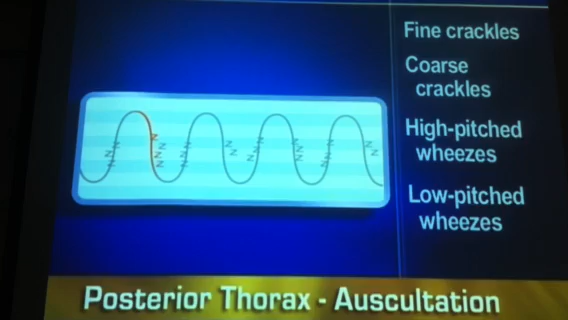 Fine crackles
Coarse
crackles
High-pitched
wheezes
Low-pitched
wheezes
Posterior Thorax - Auscultation